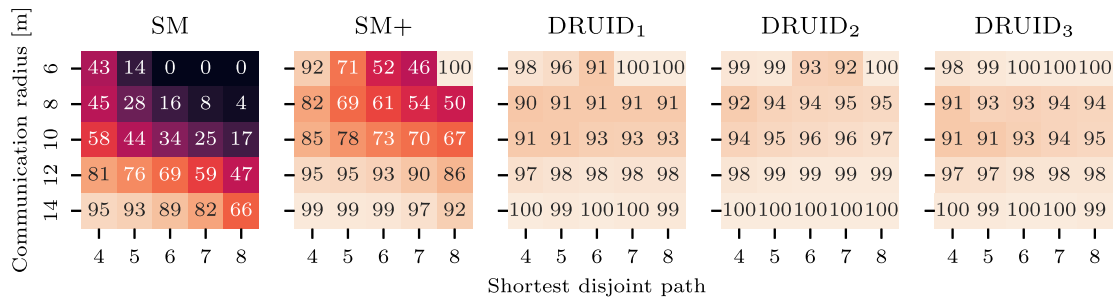 SM SM+ DRUID₁ DRUID₂ DRUID₃
Communication radius [m]
6 43 14 0 0 0 92 71 52 46 100 98 96 91 100 100 99 99 93 92 100 98 99 100 100 100
8 45 28 16 8 4 82 69 61 54 50 90 91 91 91 91 92 94 94 95 95 91 93 93 94 94
10 58 44 34 25 17 85 78 73 70 67 91 91 93 93 93 94 95 96 96 97 91 91 93 94 95
12 81 76 69 59 47 95 95 93 90 86 97 98 98 98 98 98 99 99 99 99 97 97 98 98 98
14 95 93 89 82 66 99 99 99 97 92 100 99 100 100 99 100 100 100 100 100 100 99 100 100 99
4 5 6 7 8 4 5 6 7 8 4 5 6 7 8 4 5 6 7 8 4 5 6 7 8
Shortest disjoint path